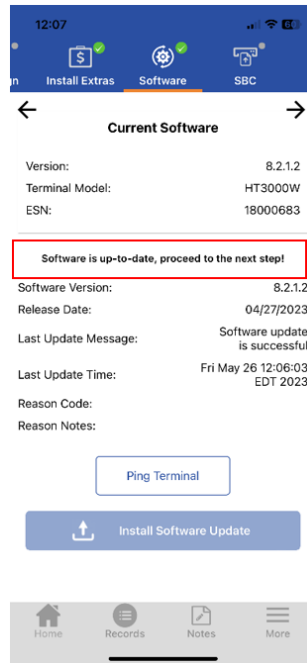 12:07
n Install Extras Software SBC
Current Software
Version: 8.2.1.2
Terminal Model: HT3000W
ESN: 18000683
Software is up-to-date, proceed to the next step!
Software Version: 8.2.1.2
Release Date: 04/27/2023
Last Update Message: Software update
is successful
Last Update Time: Fri May 26 12:06:03
EDT 2023
Reason Code:
Reason Notes:
Ping Terminal
Install Software Update
Home Records Notes More